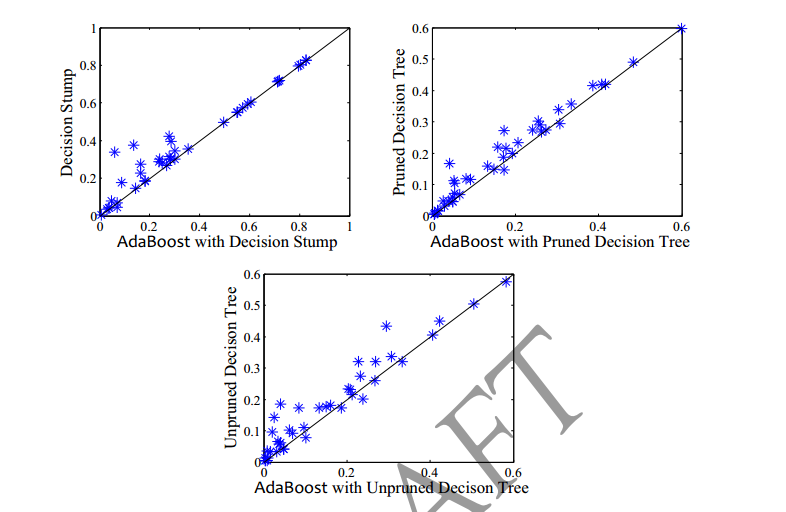 1
0.8
0.6
0.4
0.2
0
0 0.2 0.4 0.6 0.8 1
Decision Stump
AdaBoost with Decision Stump
0.6
0.5
0.4
0.3
0.2
0.1
0
0 0.2 0.4 0.6
Pruned Decision Tree
AdaBoost with Pruned Decision Tree
0.6
0.5
0.4
0.3
0.2
0.1
0
0 0.2 0.4 0.6
Unpruned Decison Tree
AdaBoost with Unpruned Decison Tree
AFT